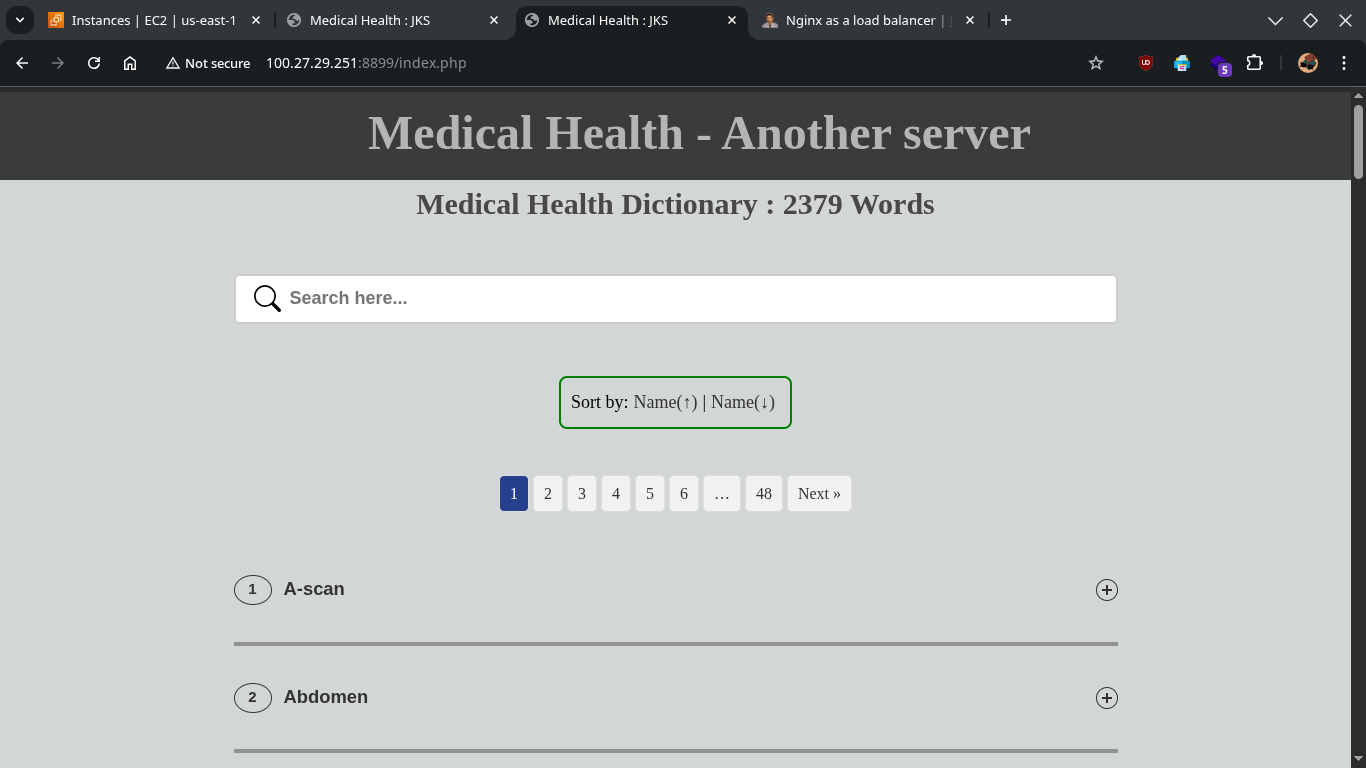 Instances | EC2 | us-east-1
Medical Health : JKS
Medical Health : JKS
Nginx as a load balancer |
Not secure
100.27.29.251:8899/index.php
5
Medical Health - Another server
Medical Health Dictionary : 2379 Words
Search here...
Sort by: Name(↑) | Name(↓)
1 2 3 4 5 6 … 48 Next »
1 A-scan
2 Abdomen